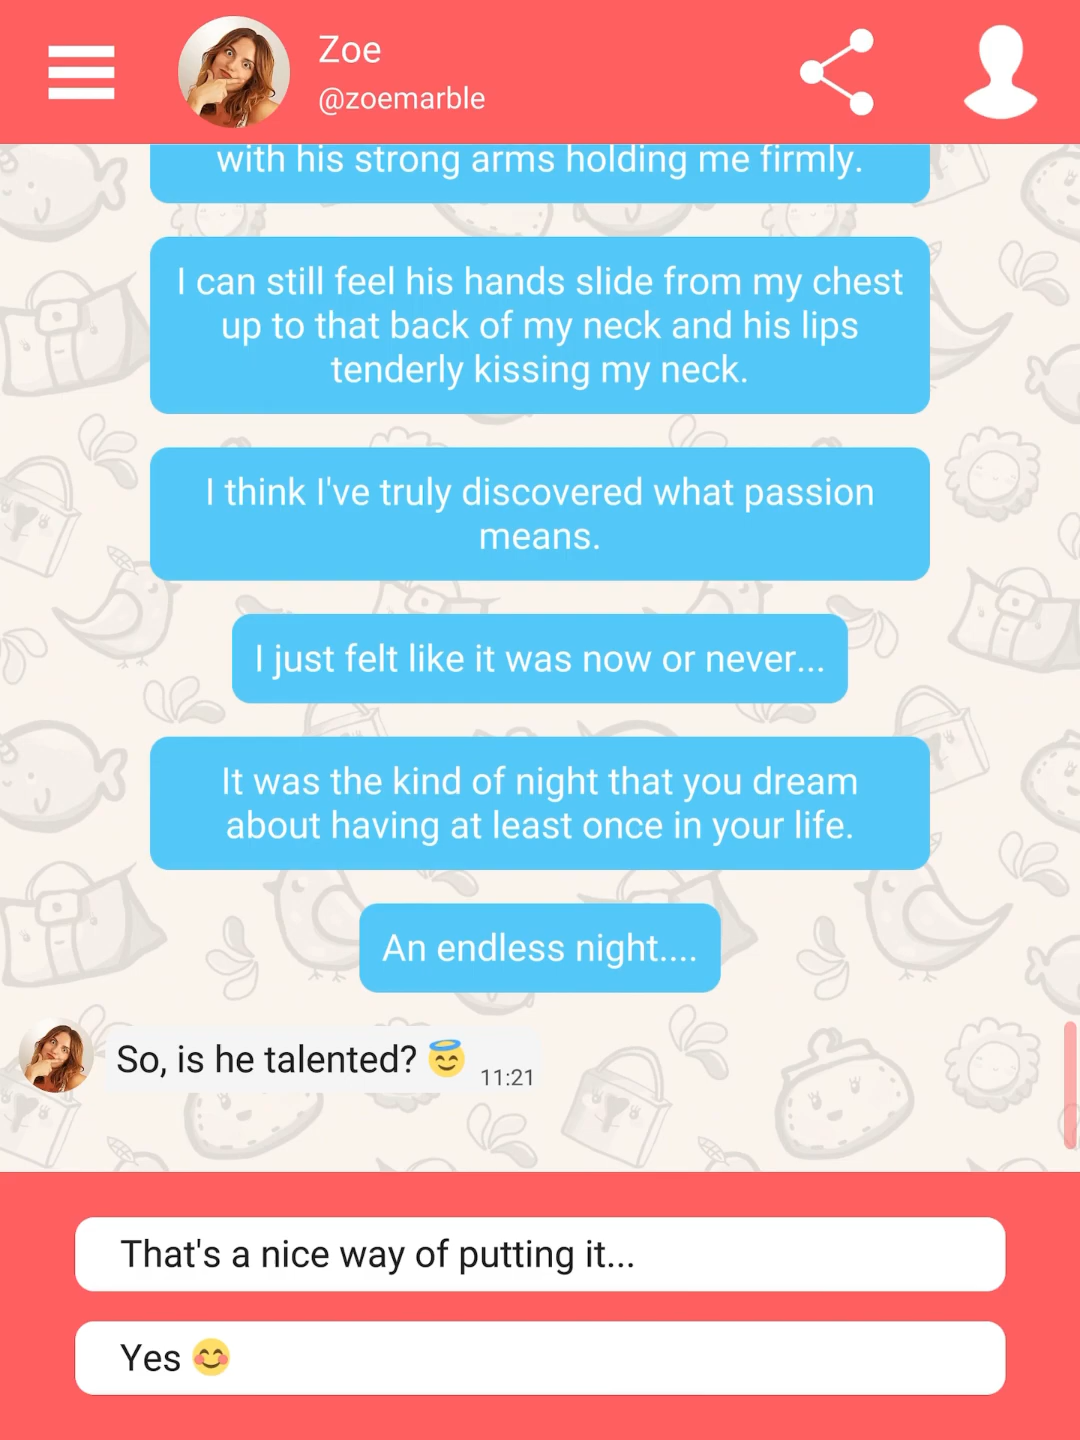 Zoe
@zoemarble
with his strong arms holding me firmly.
I can still feel his hands slide from my chest
up to that back of my neck and his lips
tenderly kissing my neck.
I think I've truly discovered what passion
means.
I just felt like it was now or never...
It was the kind of night that you dream
about having at least once in your life.
An endless night....
So, is he talented? 😇 11:21
That's a nice way of putting it...
Yes 😊